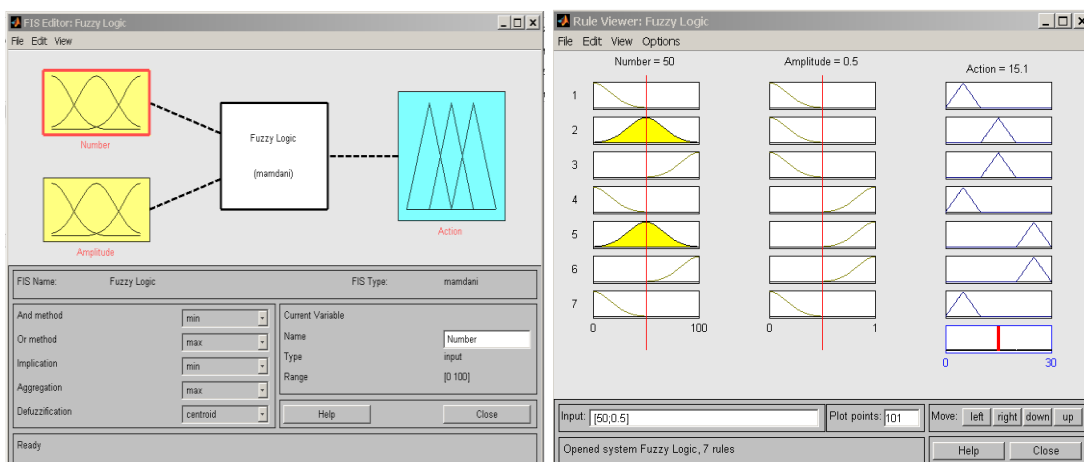 FIS Editor: Fuzzy Logic
File Edit View
Number
Amplitude
Fuzzy Logic
(mamdani)
Action
FIS Name: Fuzzy Logic FIS Type: mamdani
And method min
Or method max
Implication min
Aggregation max
Defuzzification centroid
Current Variable
Name Number
Type input
Range [0 100]
Help Close
Ready
Rule Viewer: Fuzzy Logic
File Edit View Options
Number = 50 Amplitude = 0.5 Action = 15.1
1
2
3
4
5
6
7
0 100 0 1
0 30
Input: [50;0.5] Plot points: 101 Move: left right down up
Opened system Fuzzy Logic, 7 rules Help Close